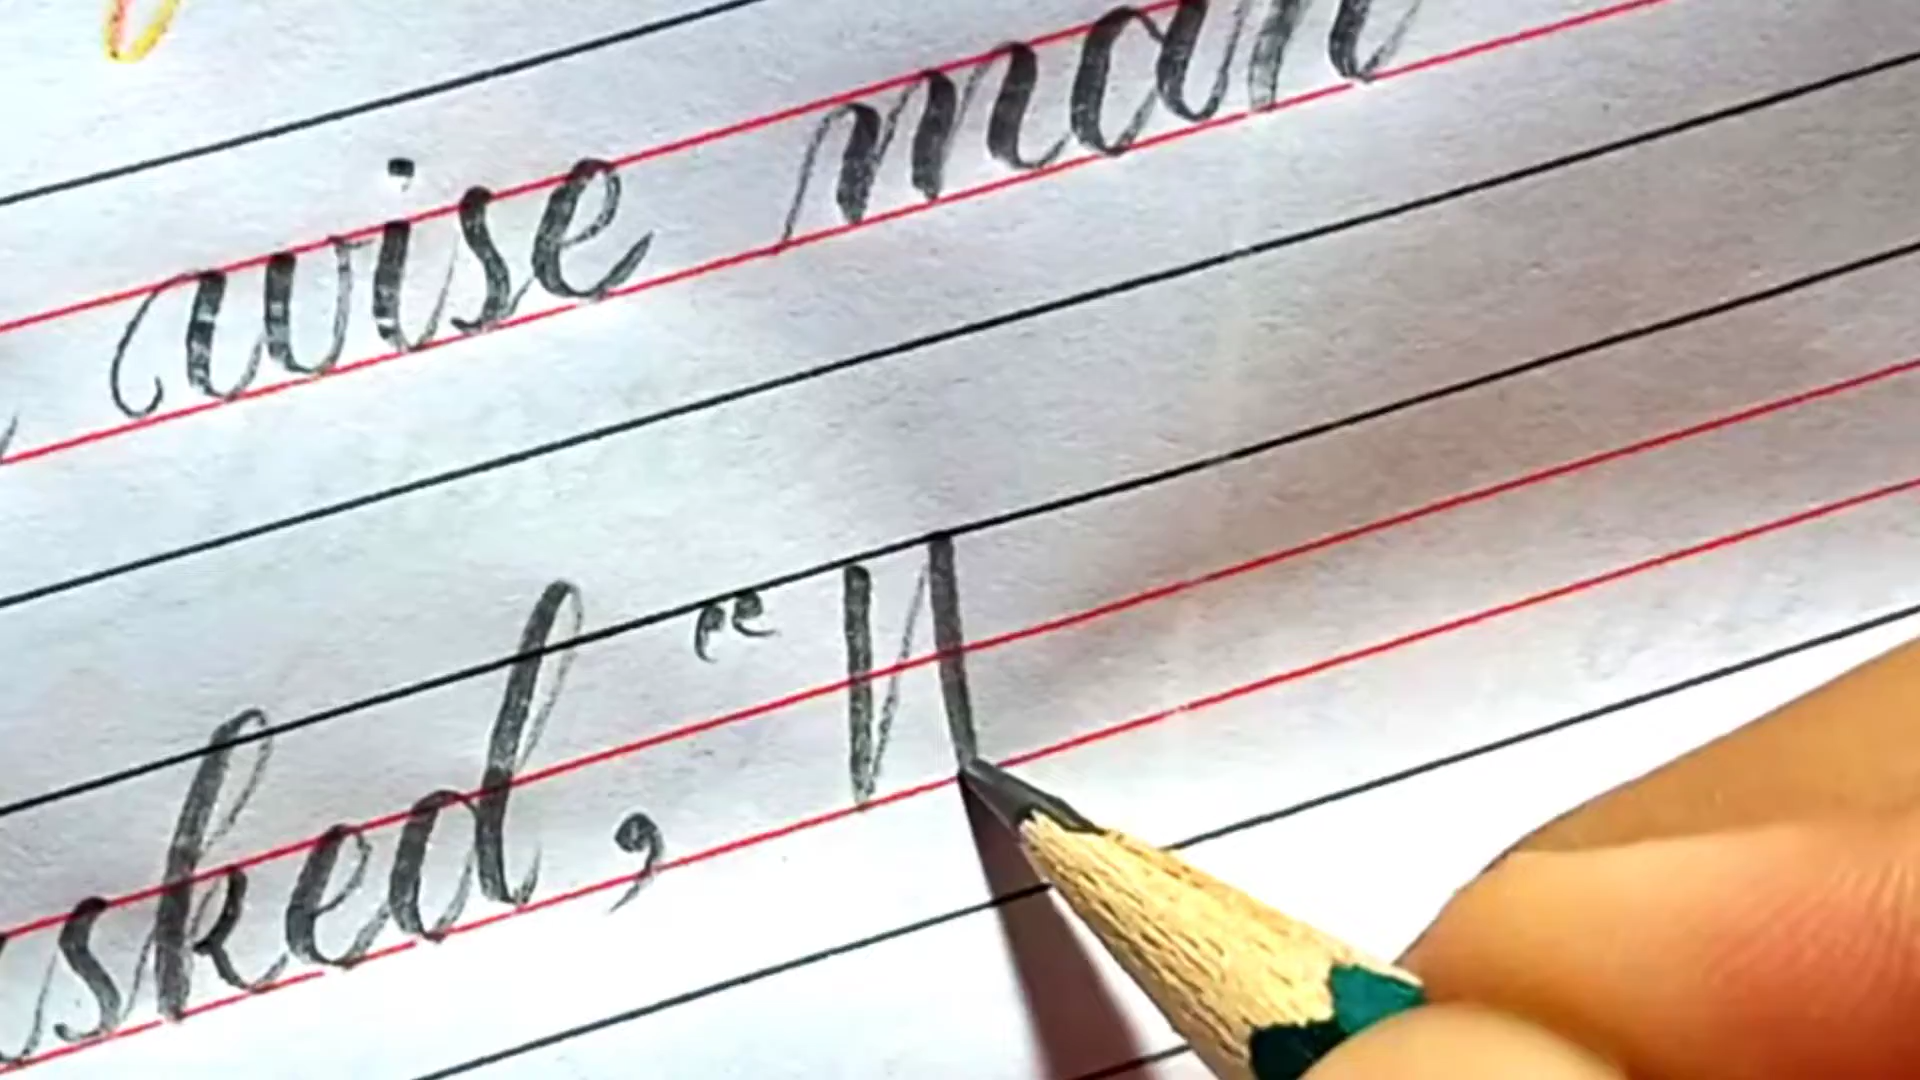 wise man
asked, “